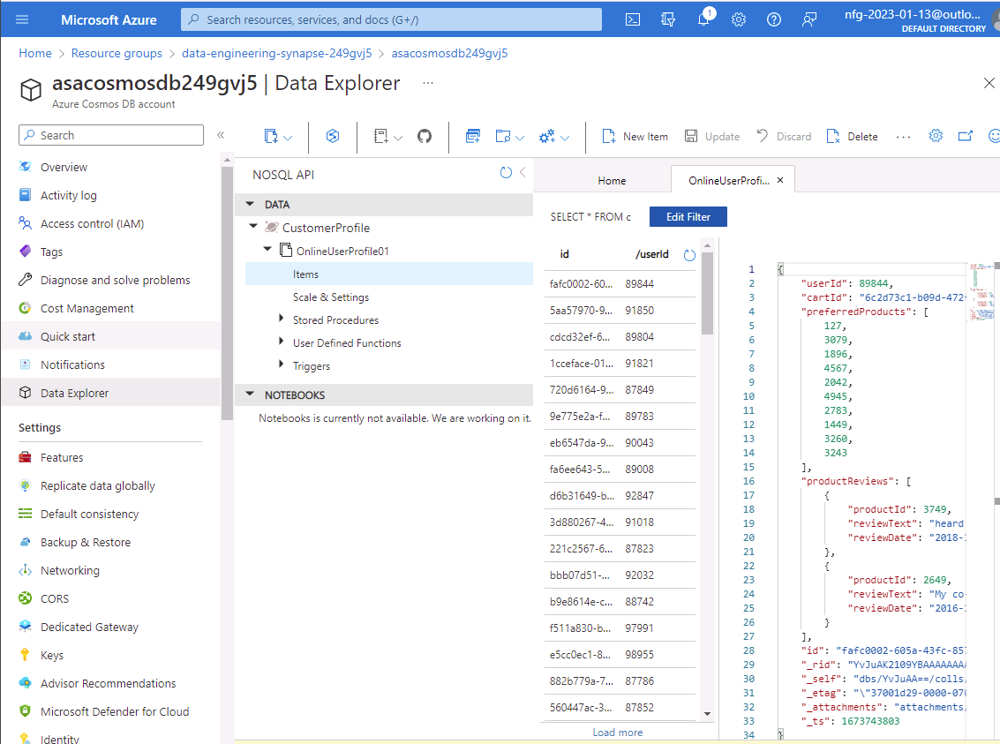 Microsoft Azure
Search resources, services, and docs (G+/)
1
nfg-2023-01-13@outlo...
DEFAULT DIRECTORY
Home > Resource groups > data-engineering-synapse-249gvj5 > asacosmosdb249gvj5
asacosmosdb249gvj5 | Data Explorer ...
Azure Cosmos DB account
Search
Overview
Activity log
Access control (IAM)
Tags
Diagnose and solve problems
Cost Management
Quick start
Notifications
Data Explorer
Settings
Features
Replicate data globally
Default consistency
Backup & Restore
Networking
CORS
Dedicated Gateway
Keys
Advisor Recommendations
Microsoft Defender for Cloud
Identity
New Item
Update
Discard
Delete
...
NOSQL API
DATA
CustomerProfile
OnlineUserProfile01
Items
Scale & Settings
Stored Procedures
User Defined Functions
Triggers
NOTEBOOKS
Notebooks is currently not available. We are working on it.
Home
OnlineUserProfi...
SELECT * FROM c
Edit Filter
id /userId
fafc0002-60... 89844
5aa57970-9... 91850
cdcd32ef-6... 89804
1cceface-01... 91821
720d6164-9... 87849
9e775e2a-f... 89783
eb6547da-9... 90043
fa6ee643-5... 89008
d6b31649-b... 92847
3d880267-4... 91018
221c2567-6... 87823
bbb07d51-... 92032
b9e8614e-c... 88742
f511a830-b... 97991
e5cc0ec1-8... 98955
882b779a-7... 87786
560447ac-3... 87852
Load more
1 {
2 "userId": 89844,
3 "cartId": "6c2d73c1-b09d-472
4 "preferredProducts": [
5 127,
6 3079,
7 1896,
8 4567,
9 2042,
10 4945,
11 2783,
12 1449,
13 3260,
14 3243
15 ],
16 "productReviews": [
17 {
18 "productId": 3749,
19 "reviewText": "heard
20 "reviewDate": "2018-1
21 },
22 {
23 "productId": 2649,
24 "reviewText": "My co-
25 "reviewDate": "2016-1
26 }
27 ],
28 "id": "fafc0002-605a-43fc-857
29 "_rid": "YvJuAK2109YBAAAAAAA
30 "_self": "dbs/YvJuAA==/colls/
31 "_etag": "\"37001d29-0000-070
32 "_attachments": "attachments/
33 "_ts": 1673743803
34 }